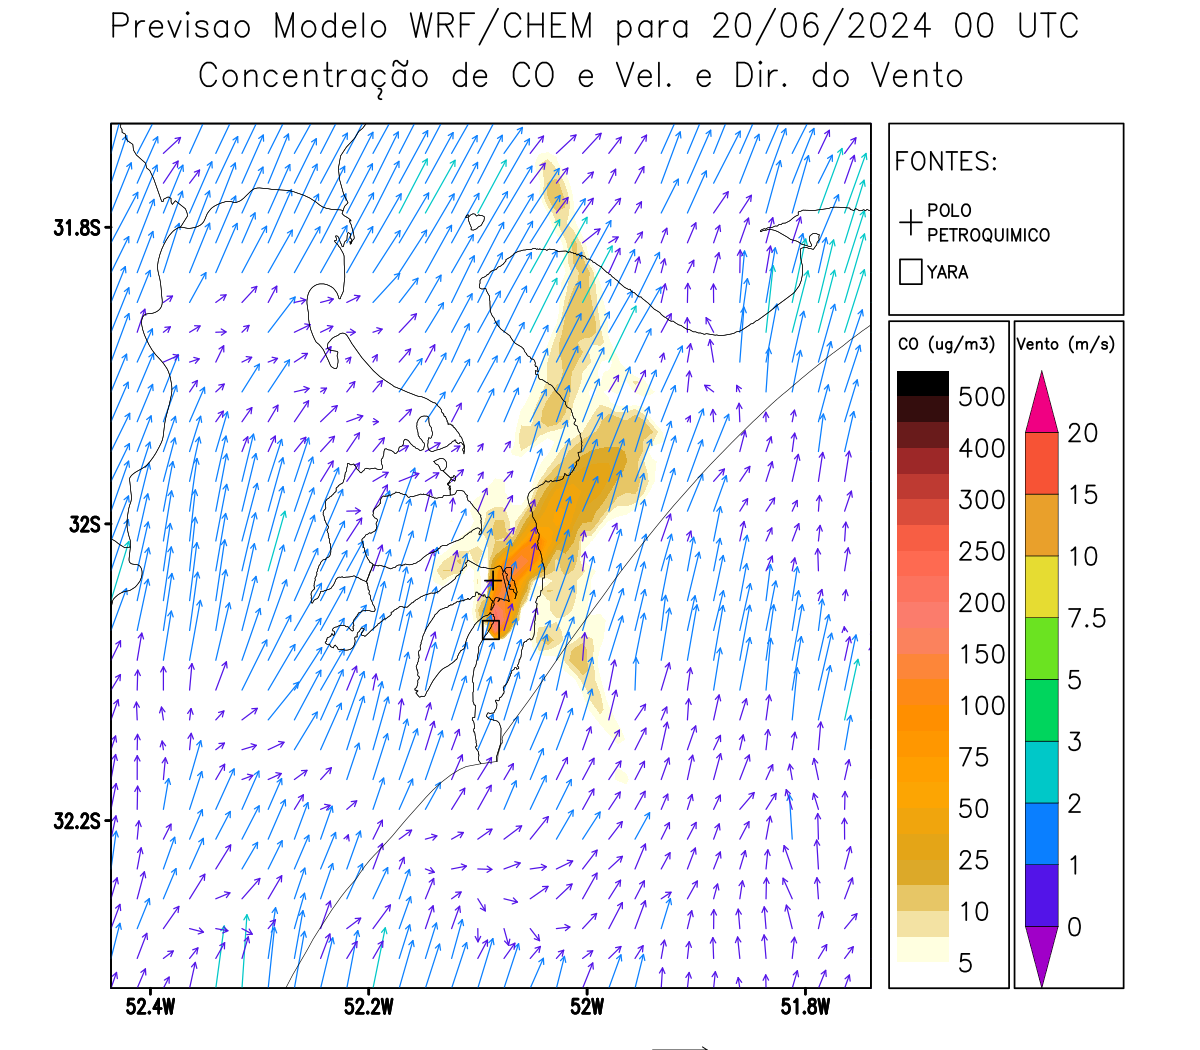 Previsao Modelo WRF/CHEM para 20/06/2024 00 UTC
Concentração de CO e Vel. e Dir. do Vento
FONTES:
POLO
PETROQUIMICO
YARA
CO (ug/m3)
500
400
300
250
200
150
100
75
50
25
10
5
Vento (m/s)
20
15
10
7.5
5
3
2
1
0
31.8S
32S
32.2S
52.4W
52.2W
52W
51.8W